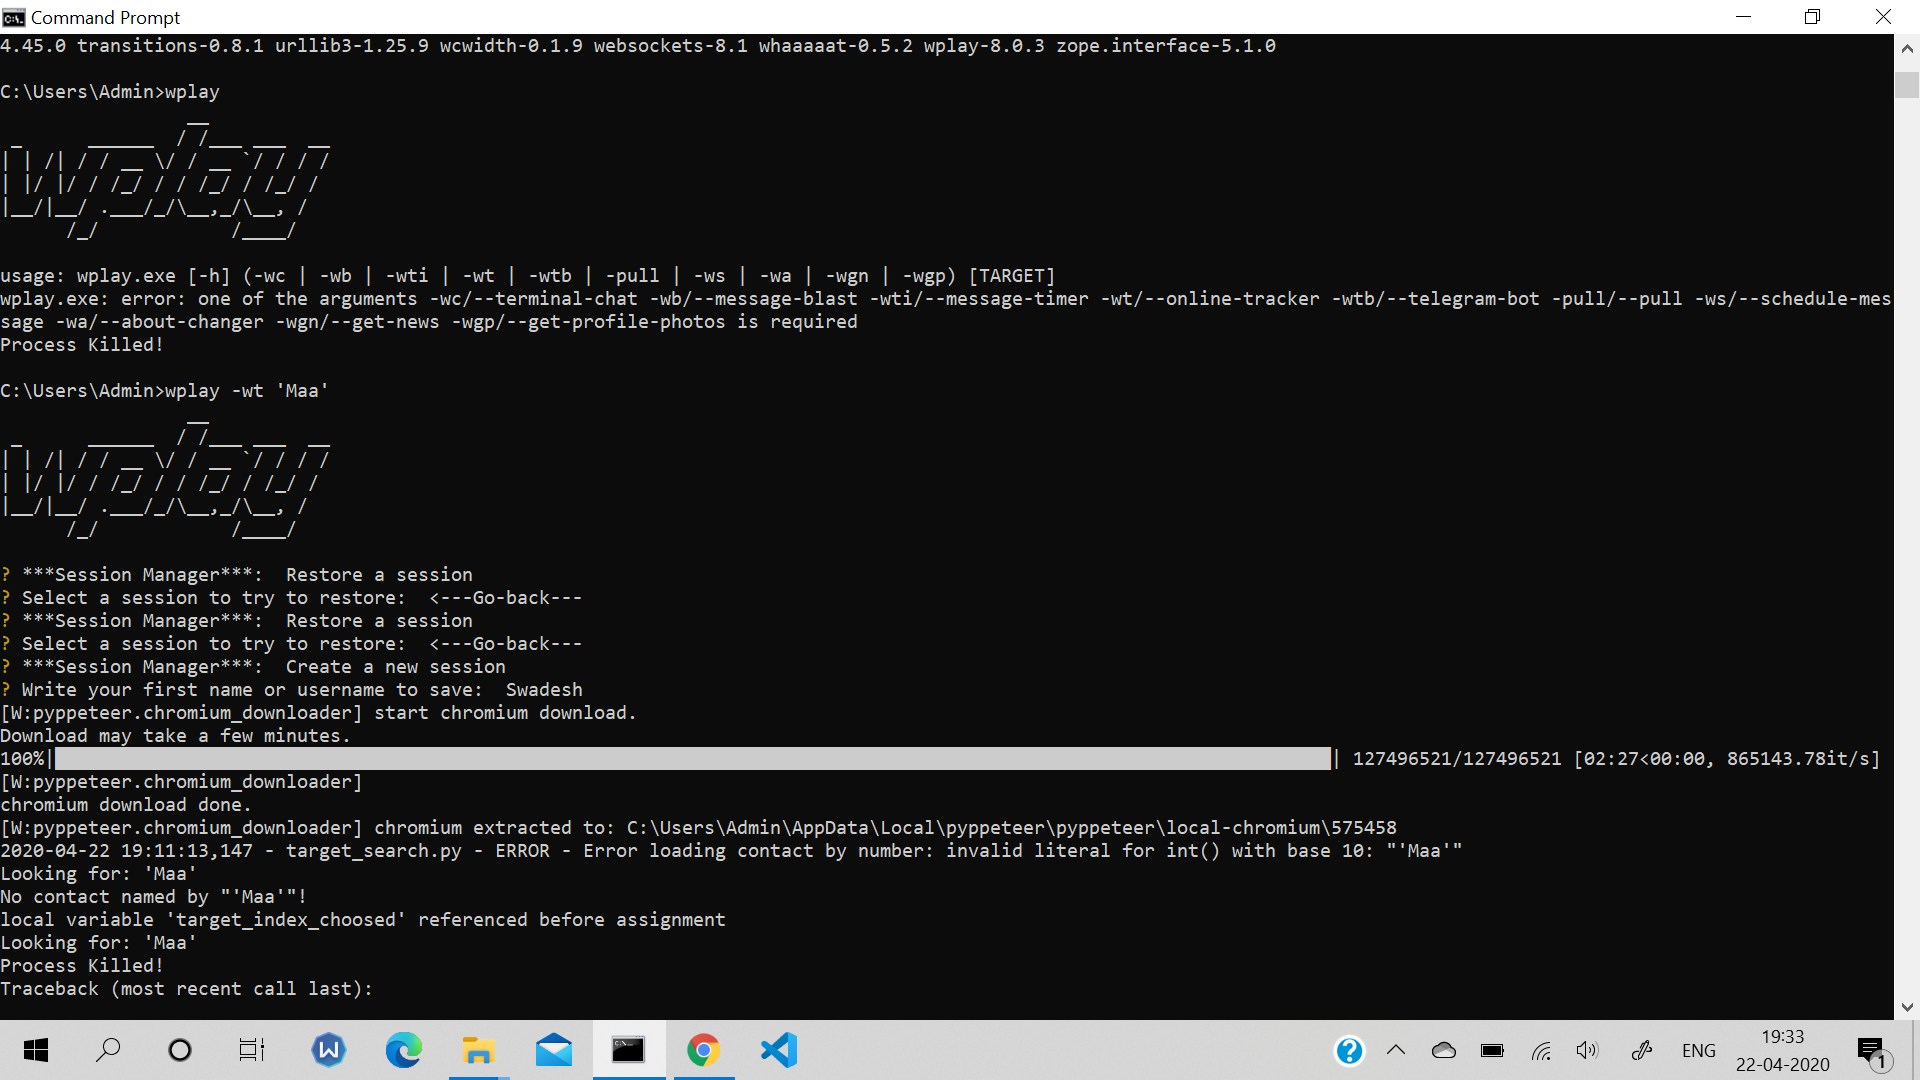 Command Prompt
4.45.0 transitions-0.8.1 urllib3-1.25.9 wcwidth-0.1.9 websockets-8.1 whaaaaat-0.5.2 wplay-8.0.3 zope.interface-5.1.0
C:\Users\Admin>wplay
wplay
usage: wplay.exe [-h] (-wc | -wb | -wti | -wt | -wtb | -pull | -ws | -wa | -wgn | -wgp) [TARGET]
wplay.exe: error: one of the arguments -wc/--terminal-chat -wb/--message-blast -wti/--message-timer -wt/--online-tracker -wtb/--telegram-bot -pull/--pull -ws/--schedule-mes
sage -wa/--about-changer -wgn/--get-news -wgp/--get-profile-photos is required
Process Killed!
C:\Users\Admin>wplay -wt 'Maa'
wplay
? ***Session Manager***:  Restore a session
? Select a session to try to restore:  <---Go-back---
? ***Session Manager***:  Restore a session
? Select a session to try to restore:  <---Go-back---
? ***Session Manager***:  Create a new session
? Write your first name or username to save:  Swadesh
[W:pyppeteer.chromium_downloader] start chromium download.
Download may take a few minutes.
100%| | 127496521/127496521 [02:27<00:00, 865143.78it/s]
[W:pyppeteer.chromium_downloader]
chromium download done.
[W:pyppeteer.chromium_downloader] chromium extracted to: C:\Users\Admin\AppData\Local\pyppeteer\pyppeteer\local-chromium\575458
2020-04-22 19:11:13,147 - target_search.py - ERROR - Error loading contact by number: invalid literal for int() with base 10: "'Maa'"
Looking for: 'Maa'
No contact named by "'Maa'"!
local variable 'target_index_choosed' referenced before assignment
Looking for: 'Maa'
Process Killed!
Traceback (most recent call last):
ENG
19:33
22-04-2020
1